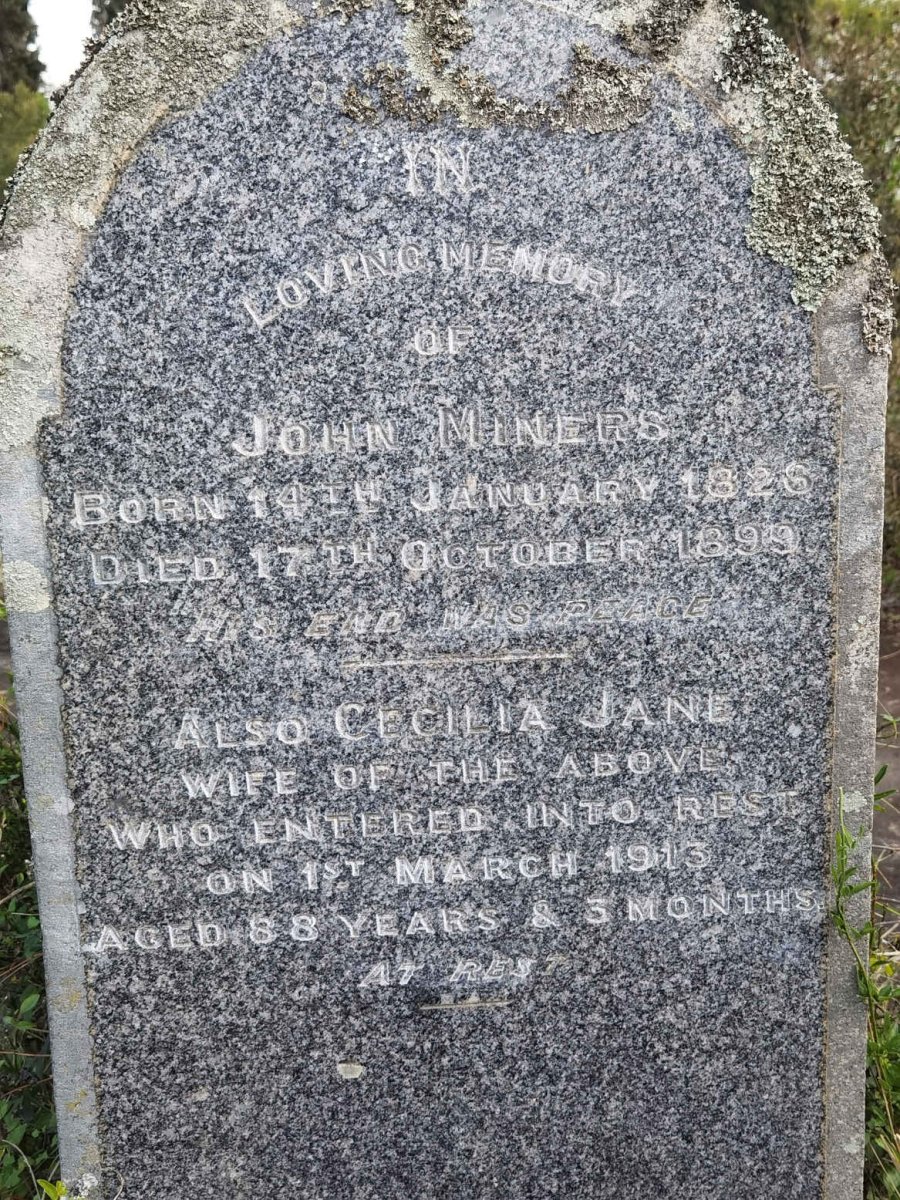 IN
LOVING MEMORY
OF
JOHN MINERS
BORN 14TH JANUARY 1826
DIED 17TH OCTOBER 1899
HIS END WAS PEACE
ALSO CECILIA JANE
WIFE OF THE ABOVE,
WHO ENTERED INTO REST
ON 1ST MARCH 1913
AGED 88 YEARS & 3 MONTHS.
AT REST